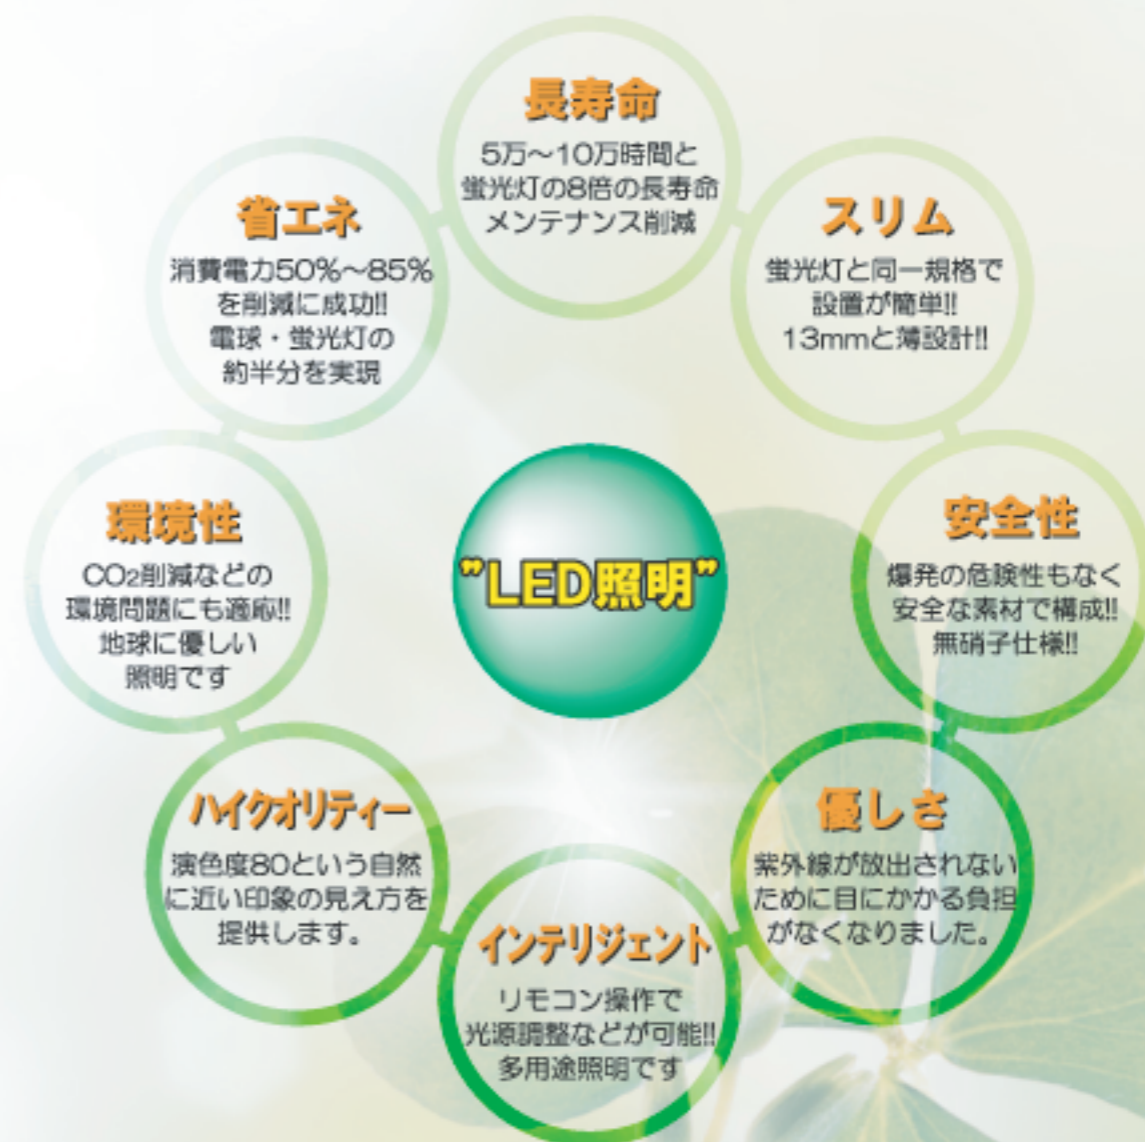 長寿命
5万～10万時間と
蛍光灯の8倍の長寿命
メンテナンス削減
スリム
蛍光灯と同一規格で
設置が簡単!!
13mmと薄設計!!
安全性
爆発の危険性もなく
安全な素材で構成!!
無硝子仕様!!
優しさ
紫外線が放出されない
ために目にかかる負担
がなくなりました。
インテリジェント
リモコン操作で
光源調整などが可能!!
多用途照明です
ハイクオリティー
演色度80という自然
に近い印象の見え方を
提供します。
環境性
CO2削減などの
環境問題にも適応!!
地球に優しい
照明です
省エネ
消費電力50%～85%
を削減に成功!!
電球・蛍光灯の
約半分を実現
"LED照明"